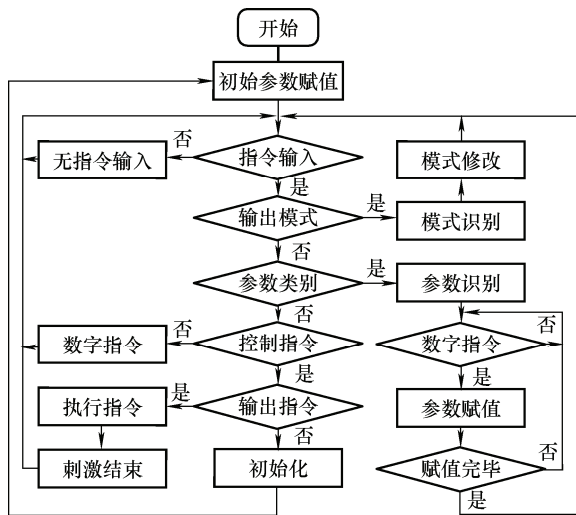 开始
初始参数赋值
否
无指令输入
指令输入
模式修改
是
输出模式
是
模式识别
否
参数类别
是
参数识别
否
数字指令
否
控制指令
数字指令
否
是
是
执行指令
是
输出指令
参数赋值
否
刺激结束
初始化
赋值完毕
否
是